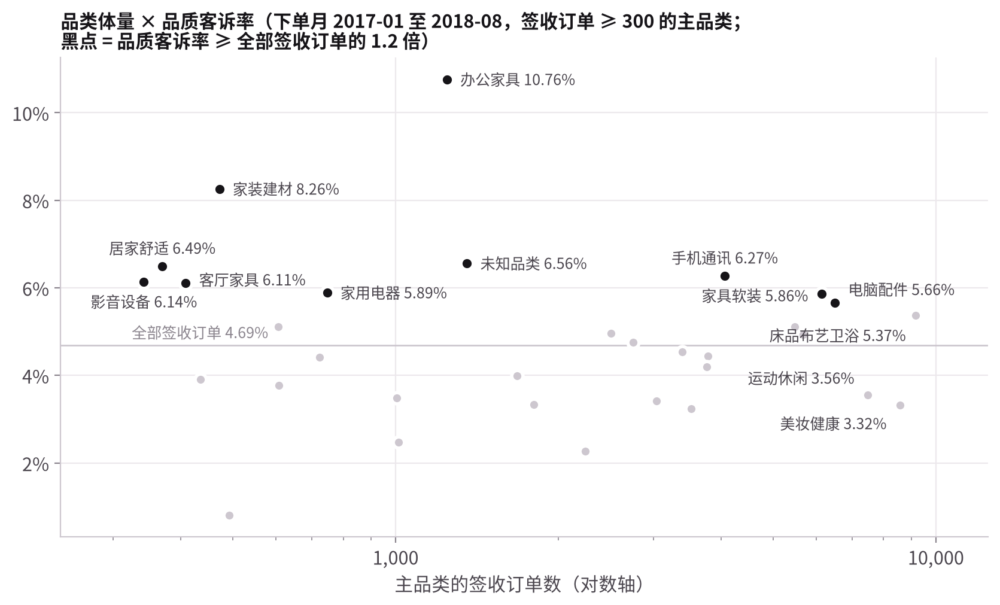 品类体量 × 品质客诉率（下单月 2017-01 至 2018-08，签收订单 ≥ 300 的主品类；
黑点 = 品质客诉率 ≥ 全部签收订单的 1.2 倍）
办公家具 10.76%
10%
家装建材 8.26%
8%
居家舒适 6.49%
手机通讯 6.27%
未知品类 6.56%
客厅家具 6.11%
6%
电脑配件 5.66%
家用电器 5.89%
家具软装 5.86%
影音设备 6.14%
全部签收订单 4.69%
床品布艺卫浴 5.37%
4%
运动休闲 3.56%
美妆健康 3.32%
2%
1,000
10,000
主品类的签收订单数（对数轴）